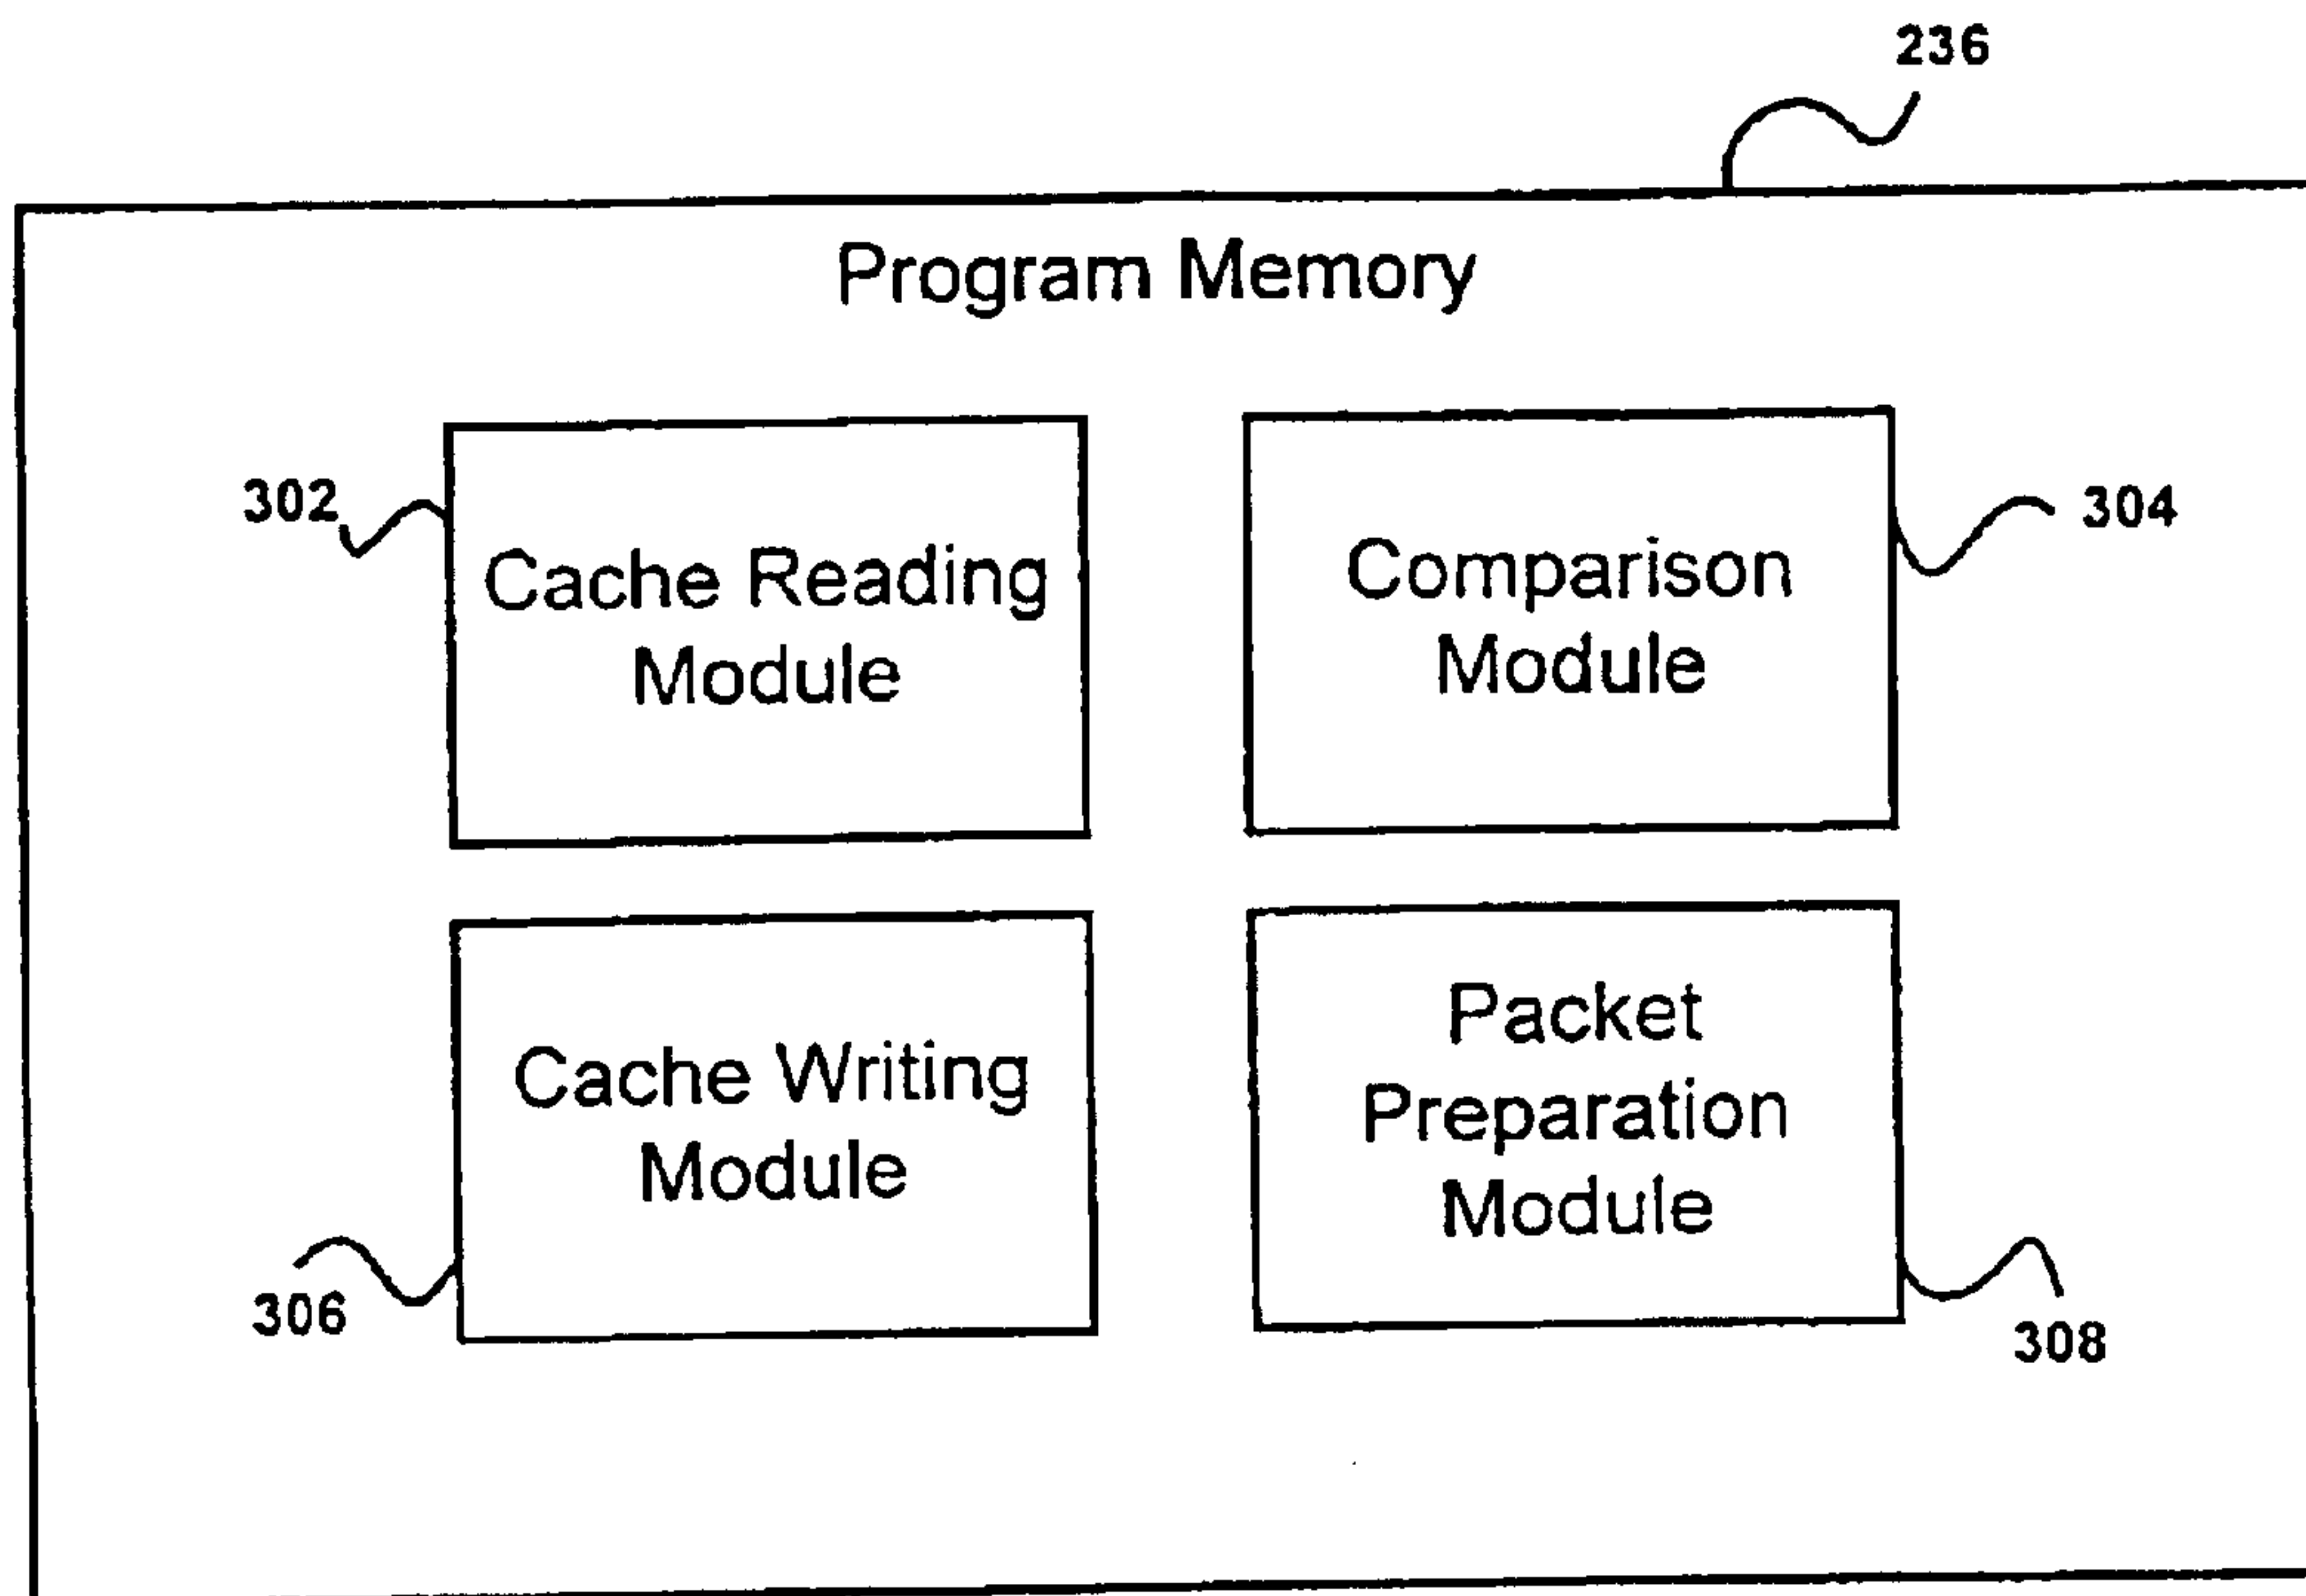 236
Program Memory
302
Cache Reading
Module
Comparison
Module
304
Cache Writing
Module
306
Packet
Preparation
Module
308